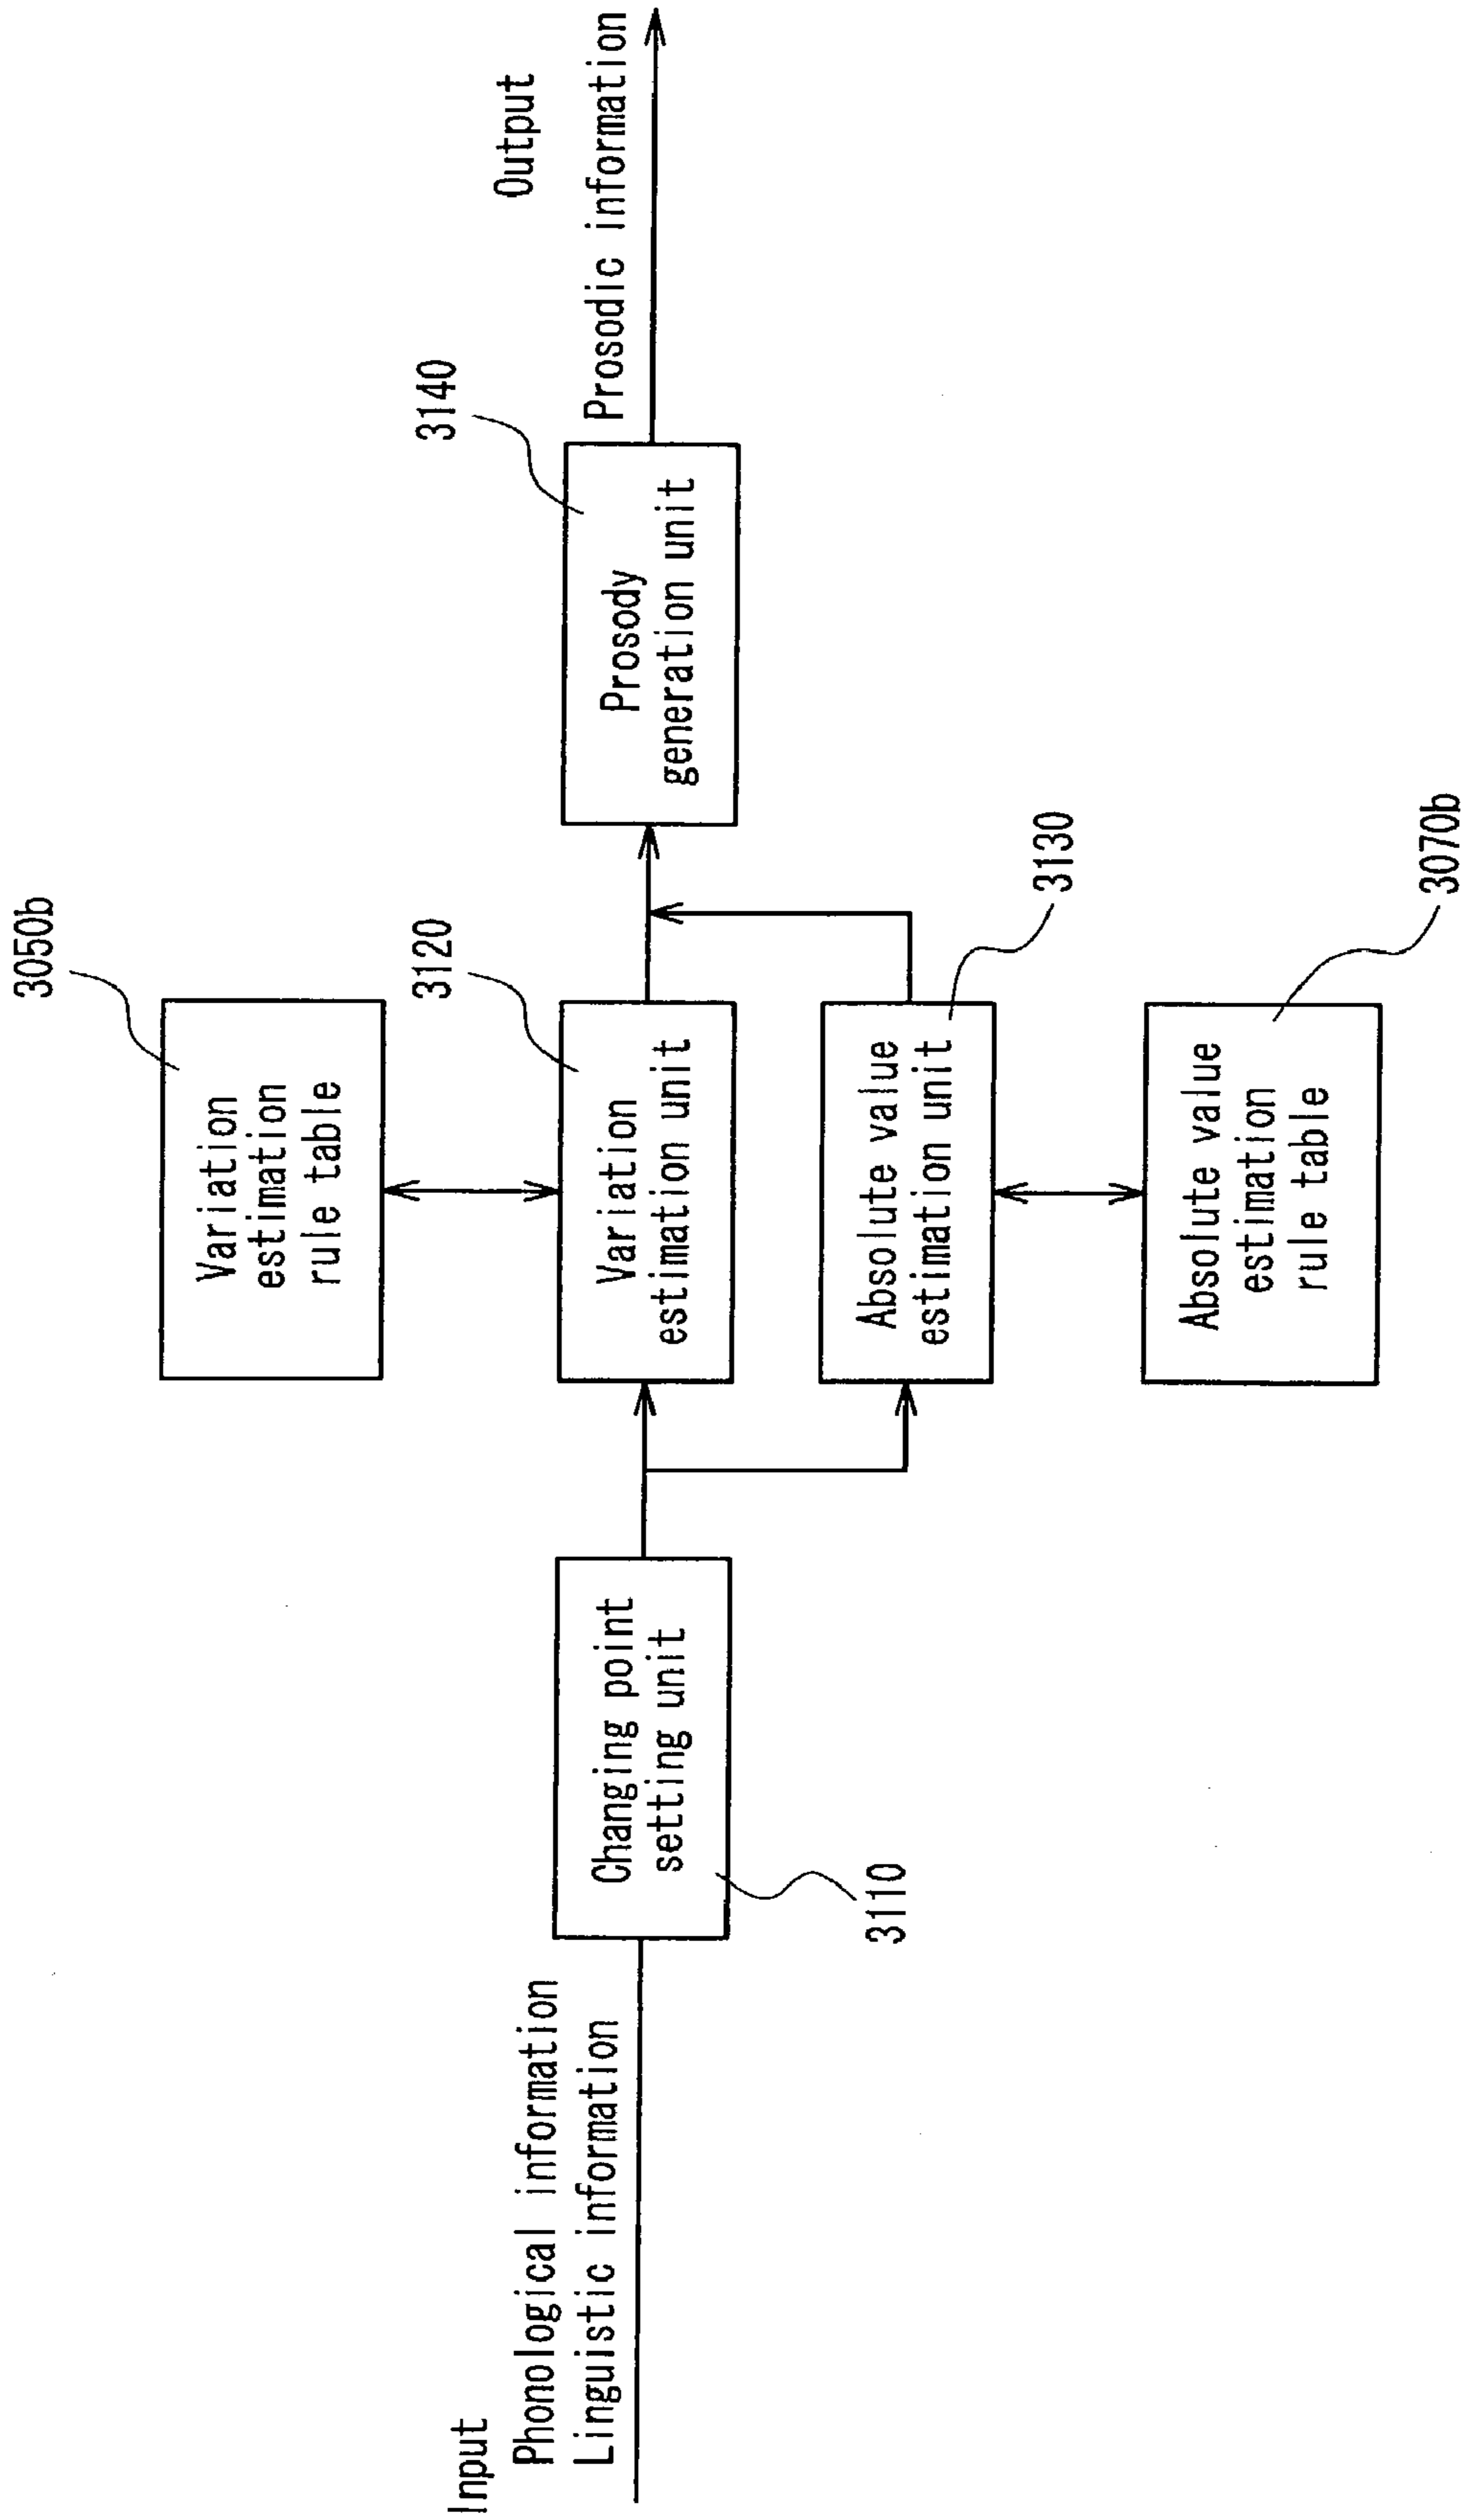 Input
Phonological information
Linguistic information
Changing point
setting unit
3110
3050b
Variation
estimation
rule table
3120
Variation
estimation unit
Absolute value
estimation unit
3130
Absolute value
estimation
rule table
3070b
3140
Prosody
generation unit
Output
Prosodic information